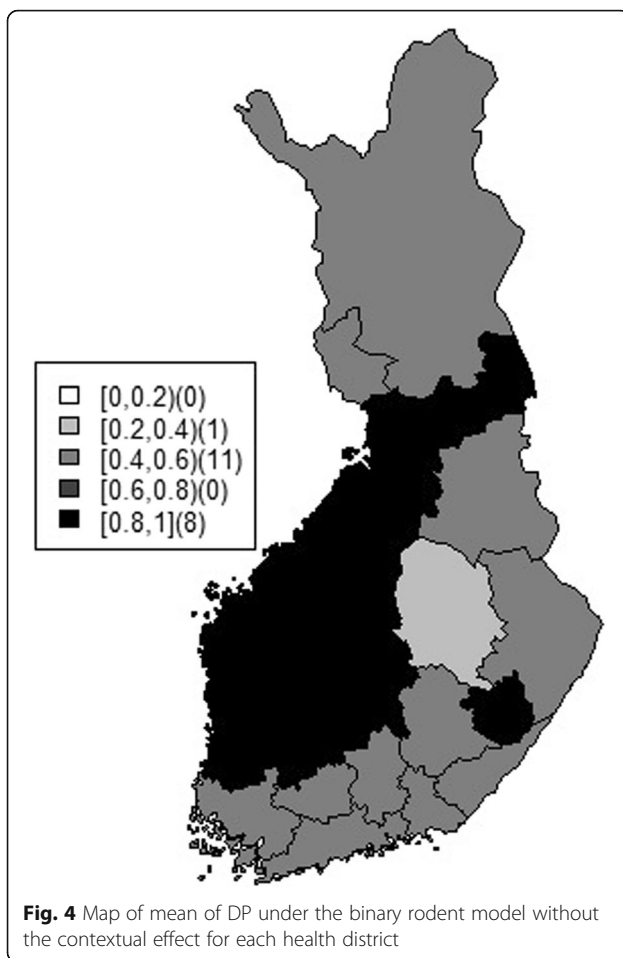 [0,0.2)(0)
[0.2,0.4)(1)
[0.4,0.6)(11)
[0.6,0.8)(0)
[0.8,1](8)
Fig. 4 Map of mean of DP under the binary rodent model without
the contextual effect for each health district